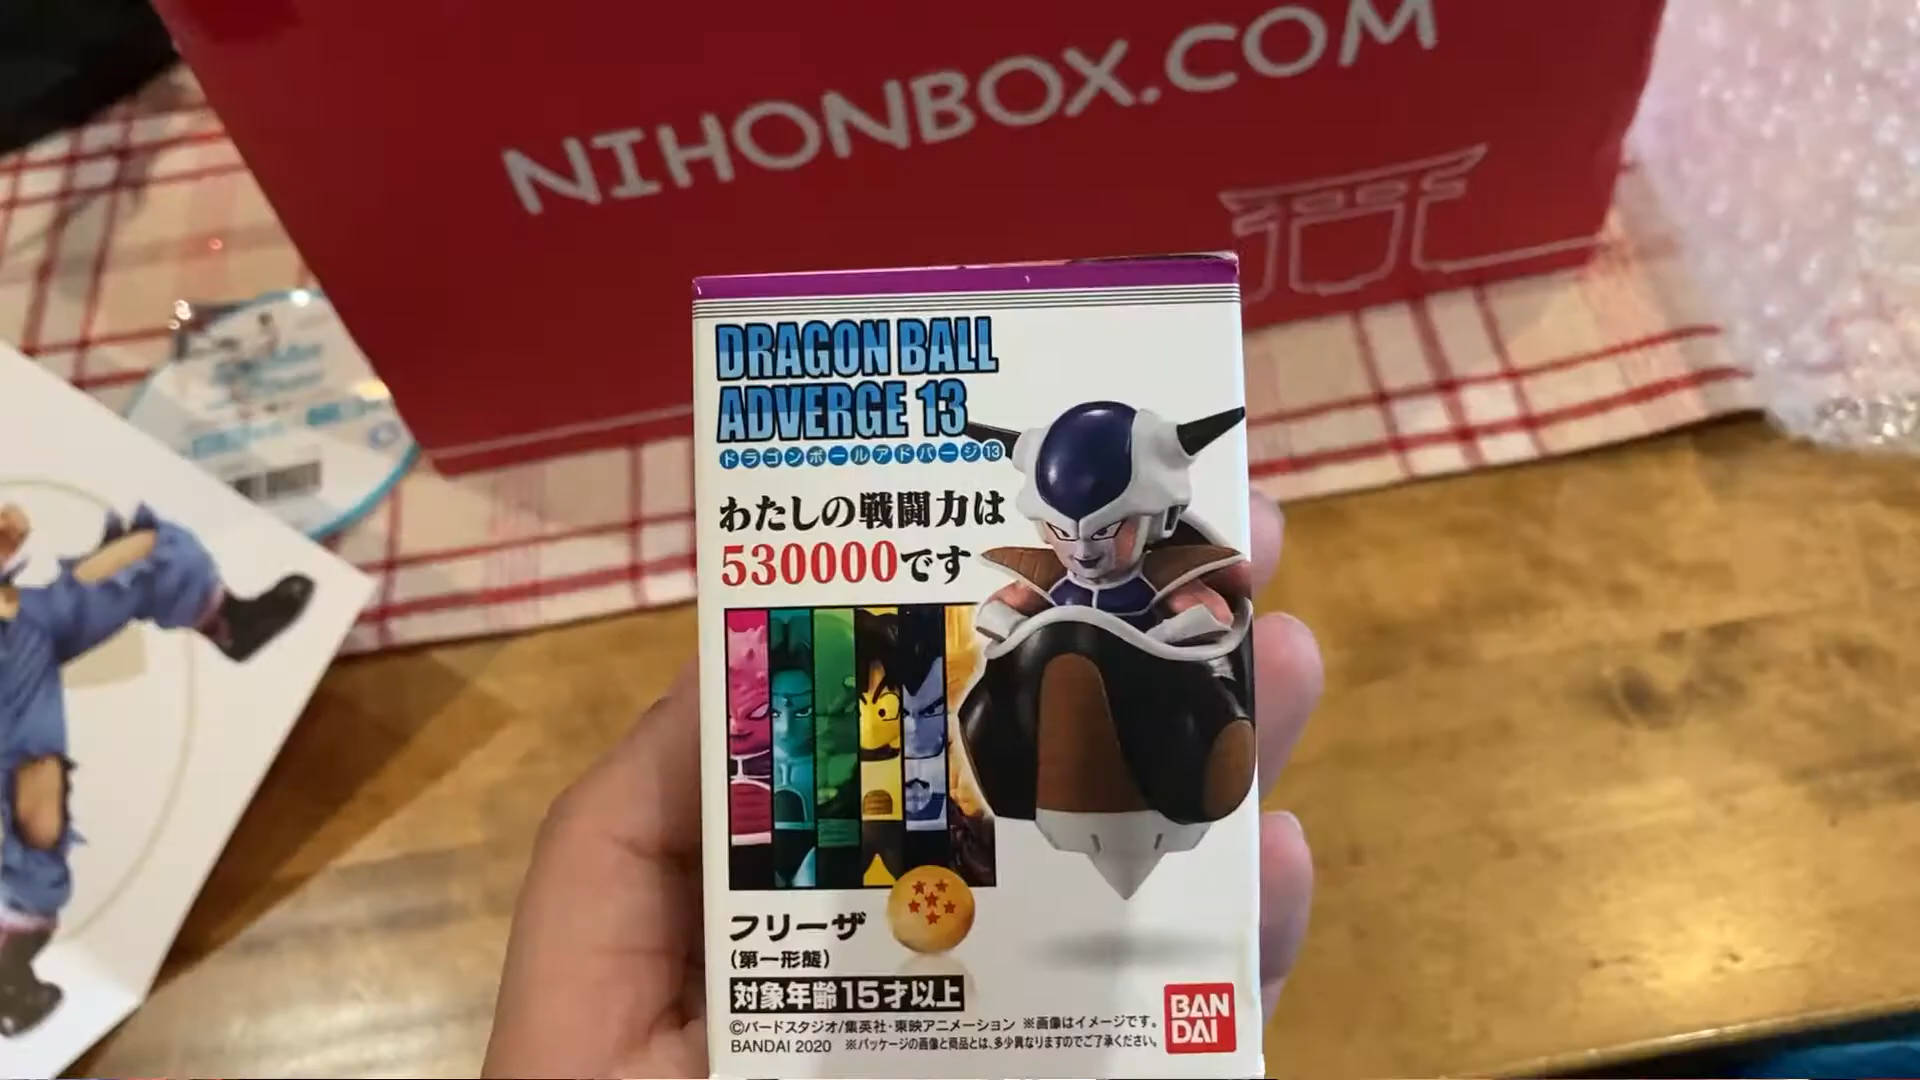 NIHONBOX.COM
DRAGON BALL
ADVERGE 13
ドラゴンボールアドバージ13
わたしの戦闘力は
530000です
フリーザ
(第一形態)
対象年齢15才以上
©バードスタジオ/集英社・東映アニメーション ※画像はイメージです。
BANDAI 2020 ※パッケージの画像と商品とは、多少異なりますのでご了承ください。
BAN
DAI